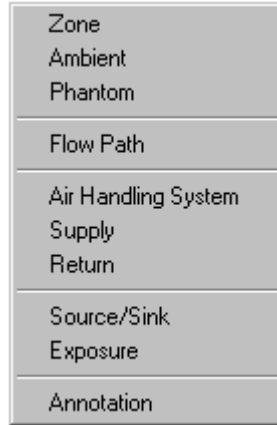 Zone
Ambient
Phantom
Flow Path
Air Handling System
Supply
Return
Source/Sink
Exposure
Annotation